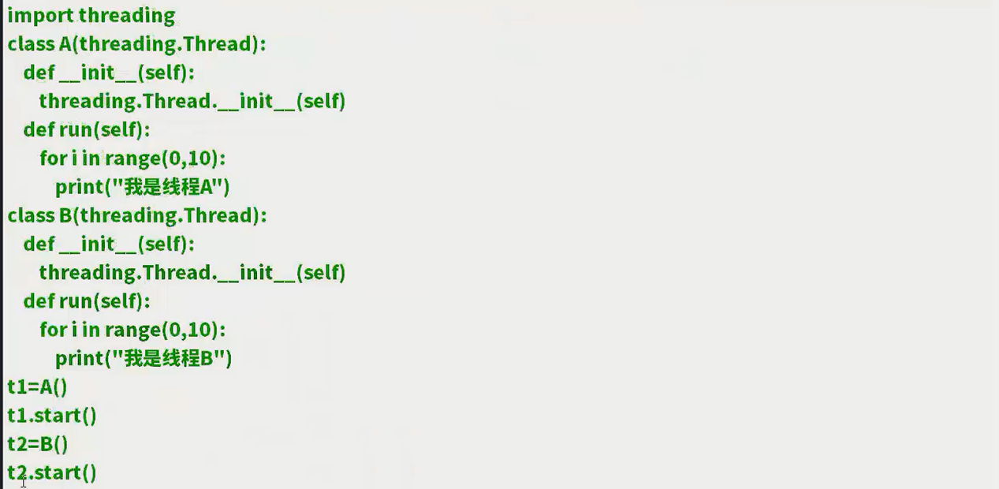 import threading
class A(threading.Thread):
def __init__(self):
threading.Thread.__init__(self)
def run(self):
for i in range(0,10):
print("我是线程A")
class B(threading.Thread):
def __init__(self):
threading.Thread.__init__(self)
def run(self):
for i in range(0,10):
print("我是线程B")
t1=A()
t1.start()
t2=B()
t2.start()